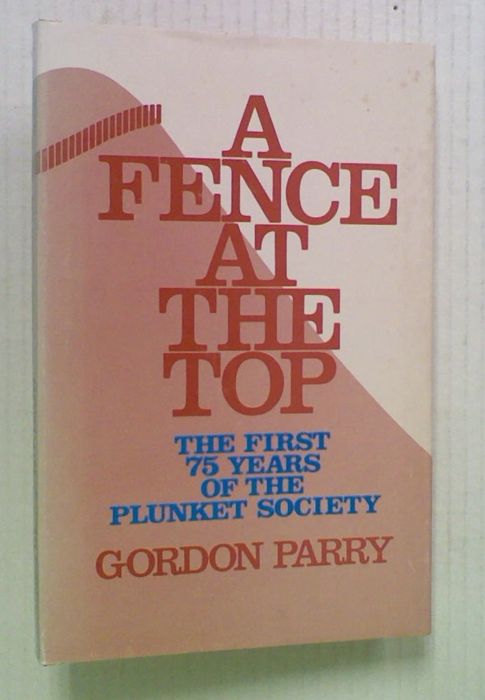 A
FENCE
AT
THE
TOP
THE FIRST
75 YEARS
OF THE
PLUNKET SOCIETY
GORDON PARRY